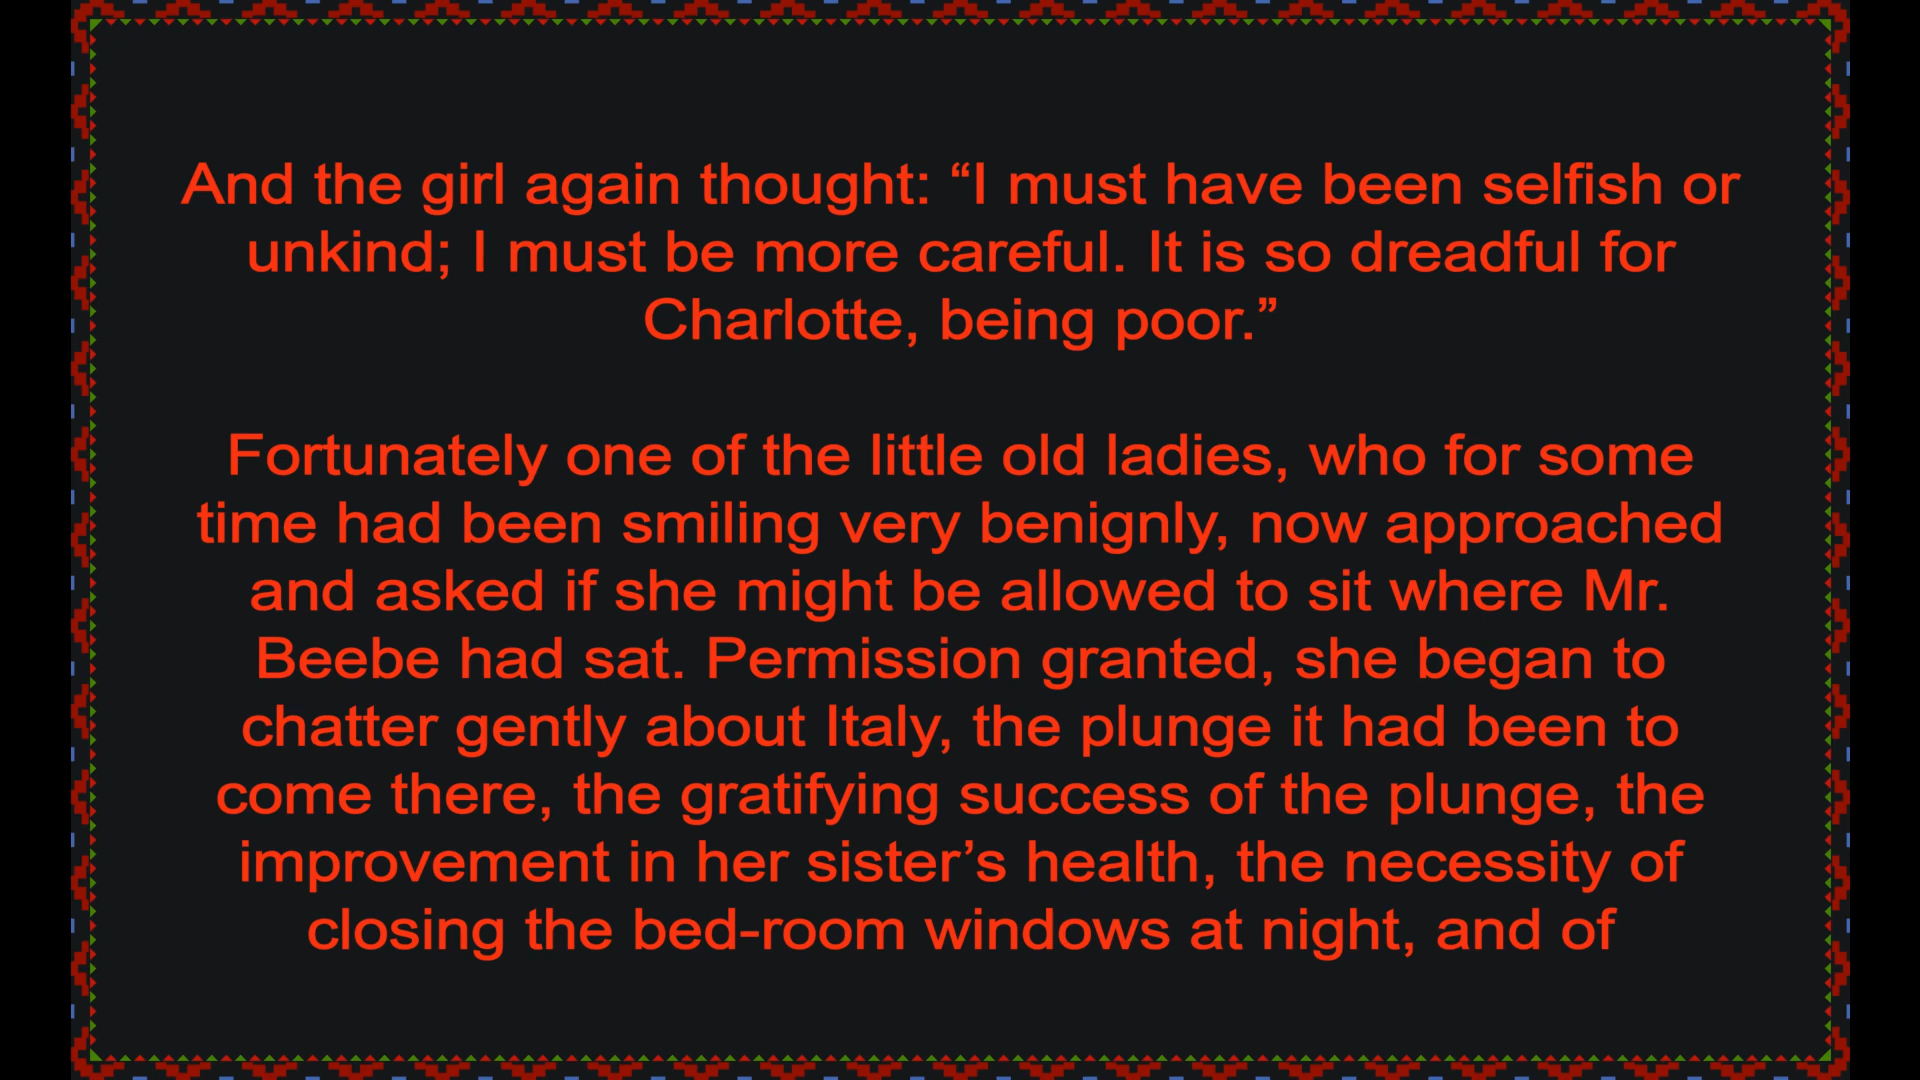 And the girl again thought: “I must have been selfish or
unkind; I must be more careful. It is so dreadful for
Charlotte, being poor.”
Fortunately one of the little old ladies, who for some
time had been smiling very benignly, now approached
and asked if she might be allowed to sit where Mr.
Beebe had sat. Permission granted, she began to
chatter gently about Italy, the plunge it had been to
come there, the gratifying success of the plunge, the
improvement in her sister’s health, the necessity of
closing the bed-room windows at night, and of